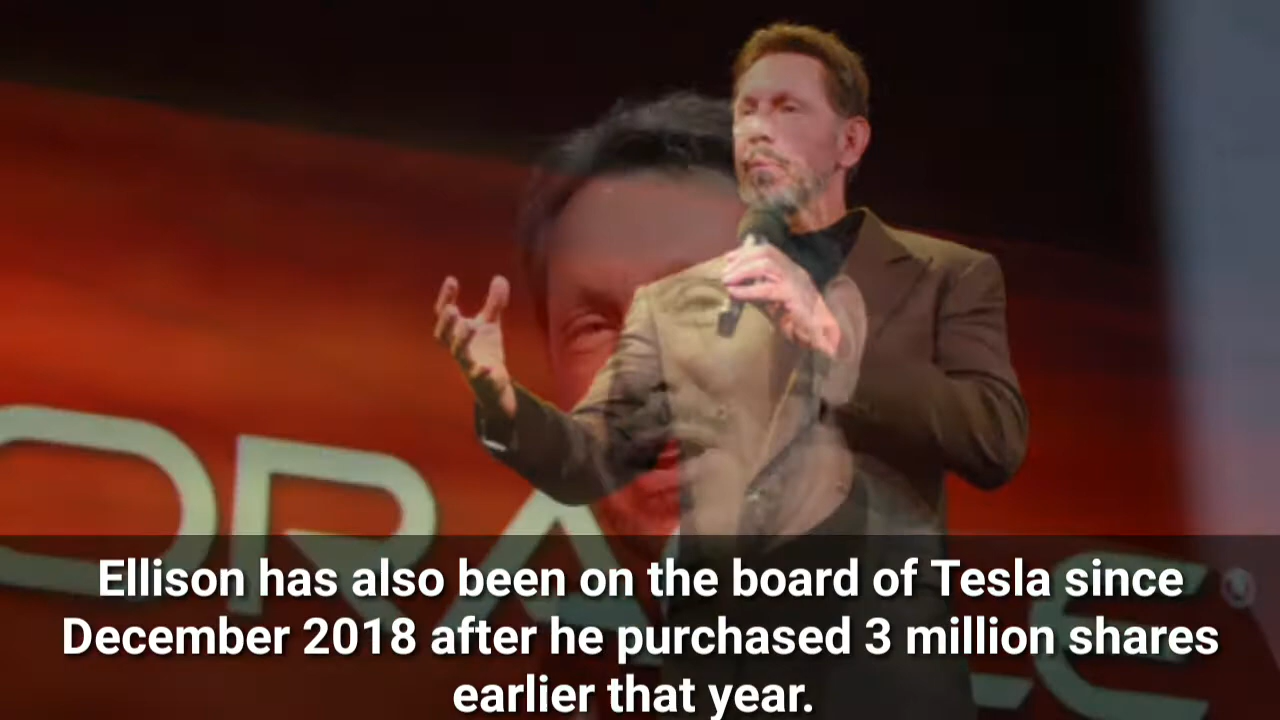 ORACLE
Ellison has also been on the board of Tesla since
December 2018 after he purchased 3 million shares
earlier that year.